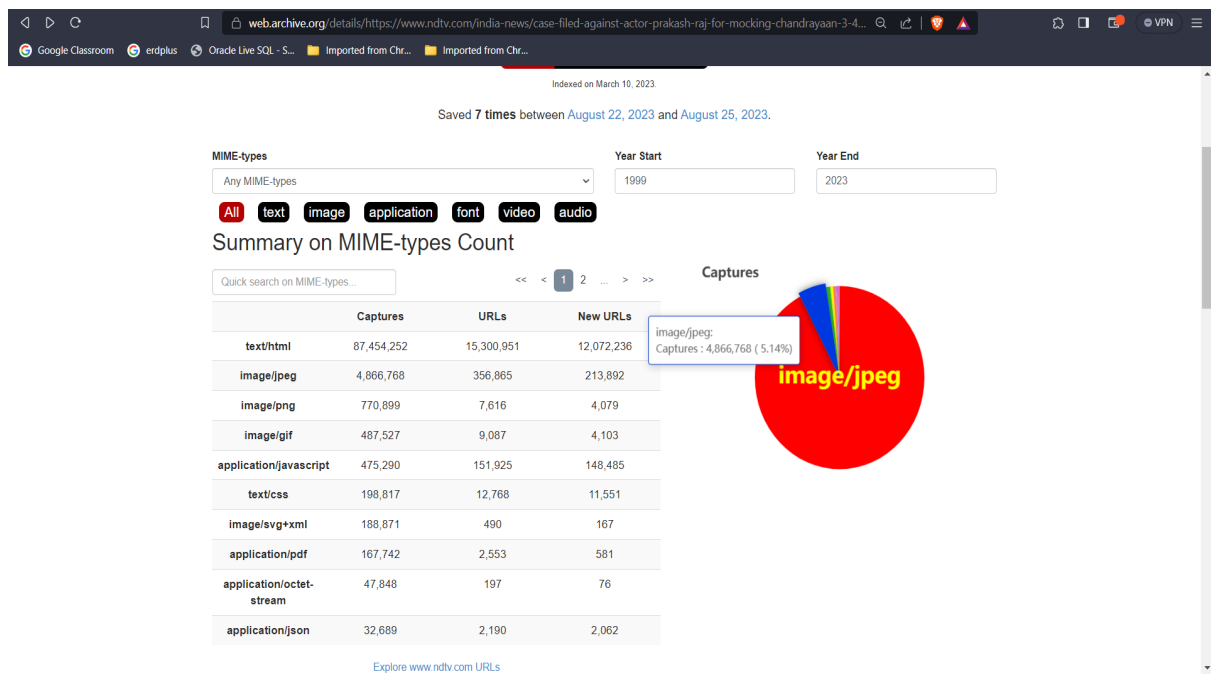 web.archive.org/details/https://www.ndtv.com/india-news/case-filed-against-actor-prakash-raj-for-mocking-chandrayaan-3-4...
VPN
Google Classroom erdplus Oracle Live SQL - S... Imported from Chr... Imported from Chr...
Indexed on March 10, 2023.
Saved 7 times between August 22, 2023 and August 25, 2023.
MIME-types Year Start Year End
Any MIME-types 1999 2023
All text image application font video audio
Summary on MIME-types Count
Quick search on MIME-types... << < 1 2 ... > >>
Captures
Captures URLs New URLs
text/html 87,454,252 15,300,951 12,072,236
image/jpeg 4,866,768 356,865 213,892
image/png 770,899 7,616 4,079
image/gif 487,527 9,087 4,103
application/javascript 475,290 151,925 148,485
text/css 198,817 12,768 11,551
image/svg+xml 188,871 490 167
application/pdf 167,742 2,553 581
application/octet-
stream 47,848 197 76
application/json 32,689 2,190 2,062
image/jpeg:
Captures : 4,866,768 ( 5.14%)
image/jpeg
Explore www.ndtv.com URLs